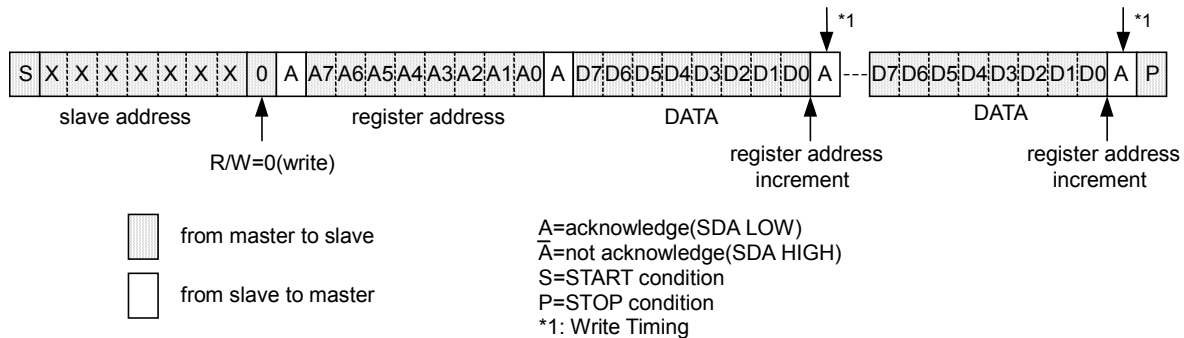 *1 *1
S X X X X X X X 0 A A7 A6 A5 A4 A3 A2 A1 A0 A D7 D6 D5 D4 D3 D2 D1 D0 A D7 D6 D5 D4 D3 D2 D1 D0 A P
slave address register address DATA DATA
R/W=0(write)
register address
increment
register address
increment
from master to slave
from slave to master
A=acknowledge(SDA LOW)
A̅=not acknowledge(SDA HIGH)
S=START condition
P=STOP condition
*1: Write Timing